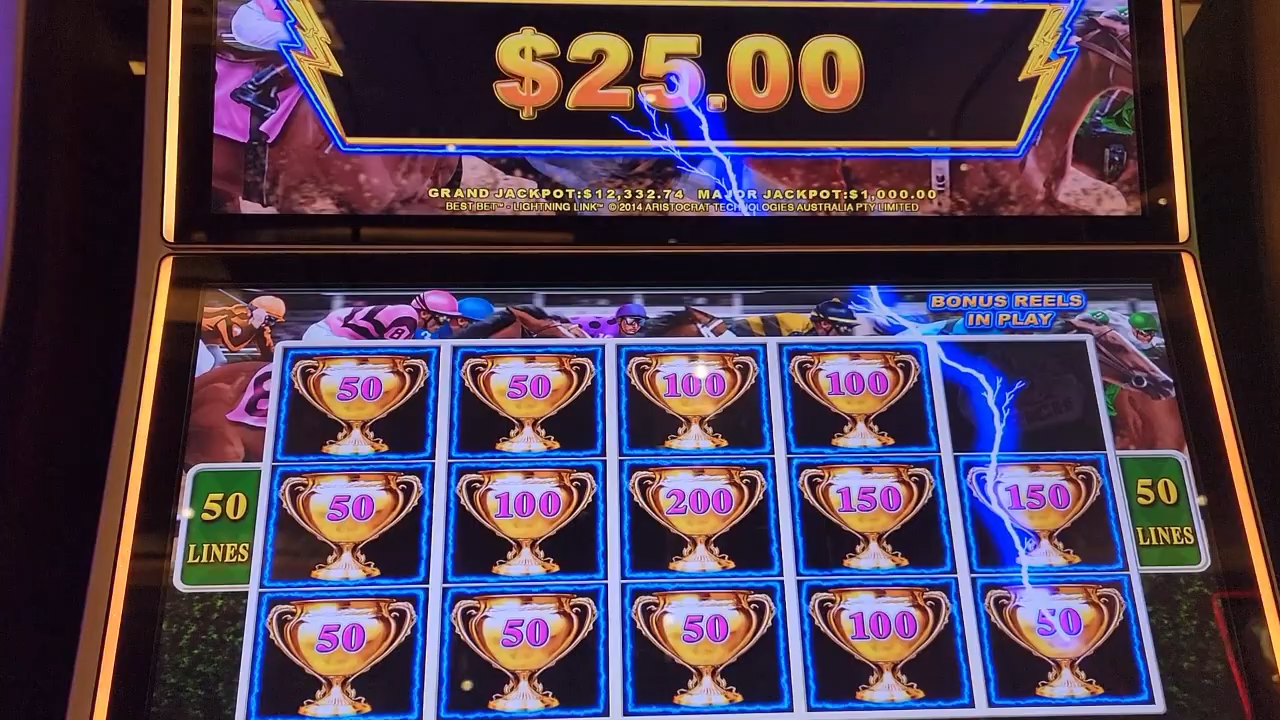 $25.00
GRAND JACKPOT:$12,332.74 MAJOR JACKPOT:$1,000.00
BEST BET™ - LIGHTNING LINK™ © 2014 ARISTOCRAT TECHNOLOGIES AUSTRALIA PTY LIMITED
BONUS REELS
IN PLAY
8
50 50 100 100
50 100 200 150 150
50 50 50 100 50
50
LINES
50
LINES